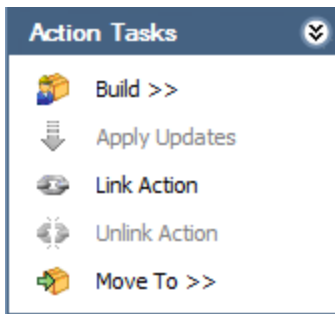 Action Tasks
Build >>
Apply Updates
Link Action
Unlink Action
Move To >>